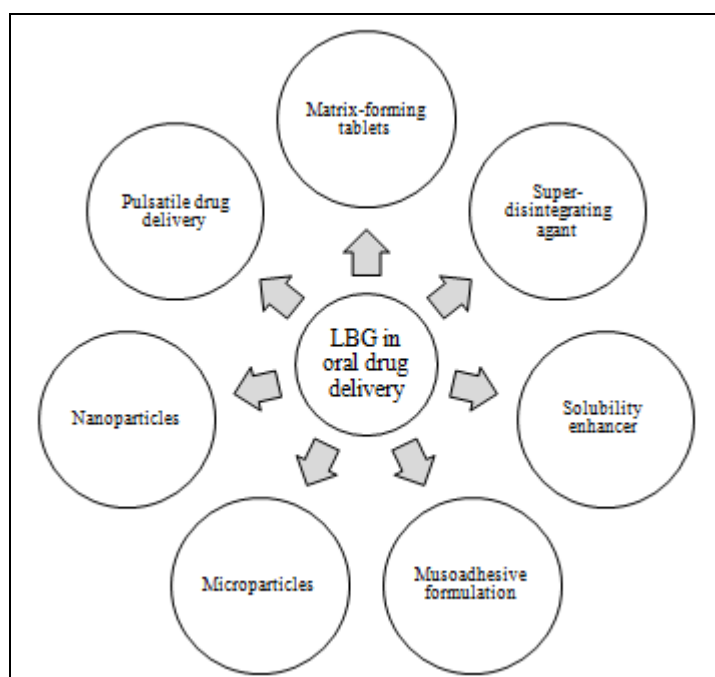 Matrix-forming
tablets
Super-
disintegrating
agant
Solubility
enhancer
Musoadhesive
formulation
Microparticles
Nanoparticles
Pulsatile drug
delivery
LBG in
oral drug
delivery